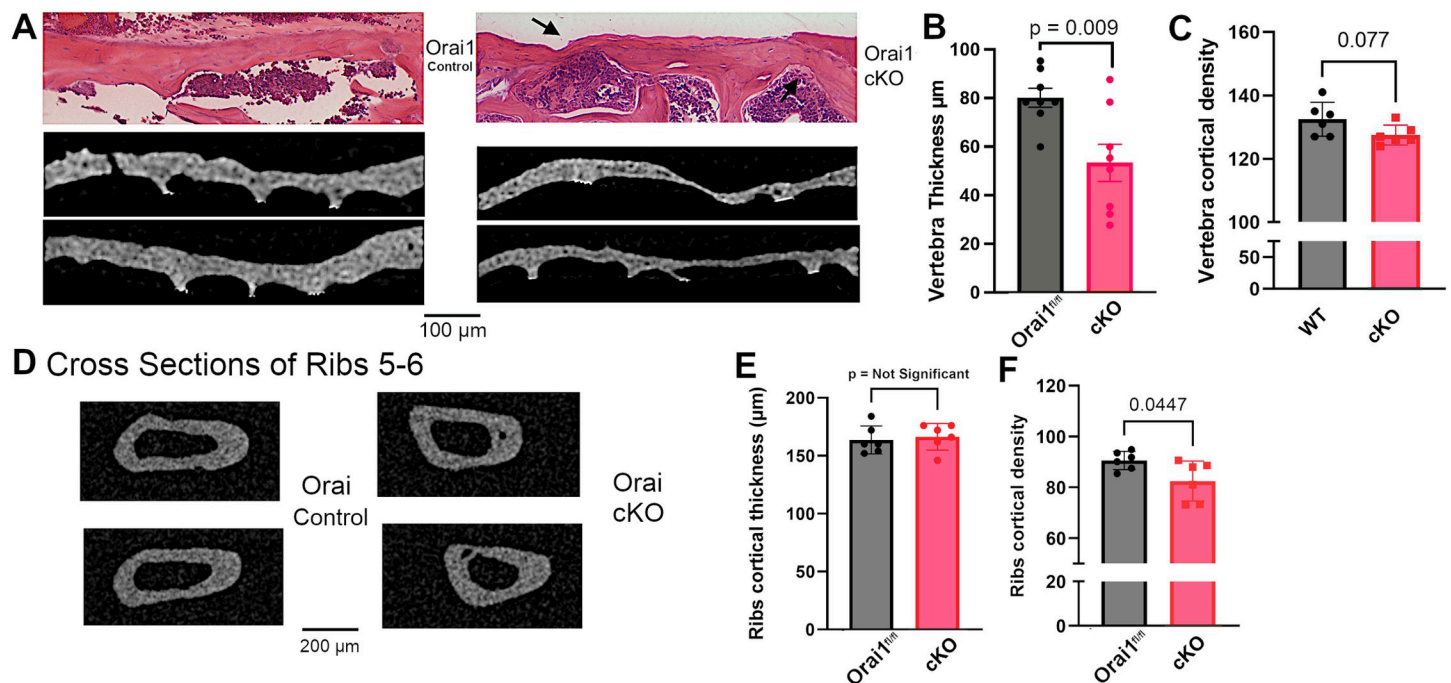 A
Orai1
Control
Orai1
cKO
100 µm
B
p = 0.009
Vertebra Thickness µm
100
80
60
40
20
0
Orai1fl/fl
cKO
C
0.077
Vertebra cortical density
160
140
120
100
50
0
WT
cKO
D Cross Sections of Ribs 5-6
Orai
Control
Orai
cKO
200 µm
E
p = Not Significant
Ribs cortical thickness (µm)
200
150
100
50
0
Orai1fl/fl
cKO
F
0.0447
Ribs cortical density
120
100
80
60
20
0
Orai1fl/fl
cKO